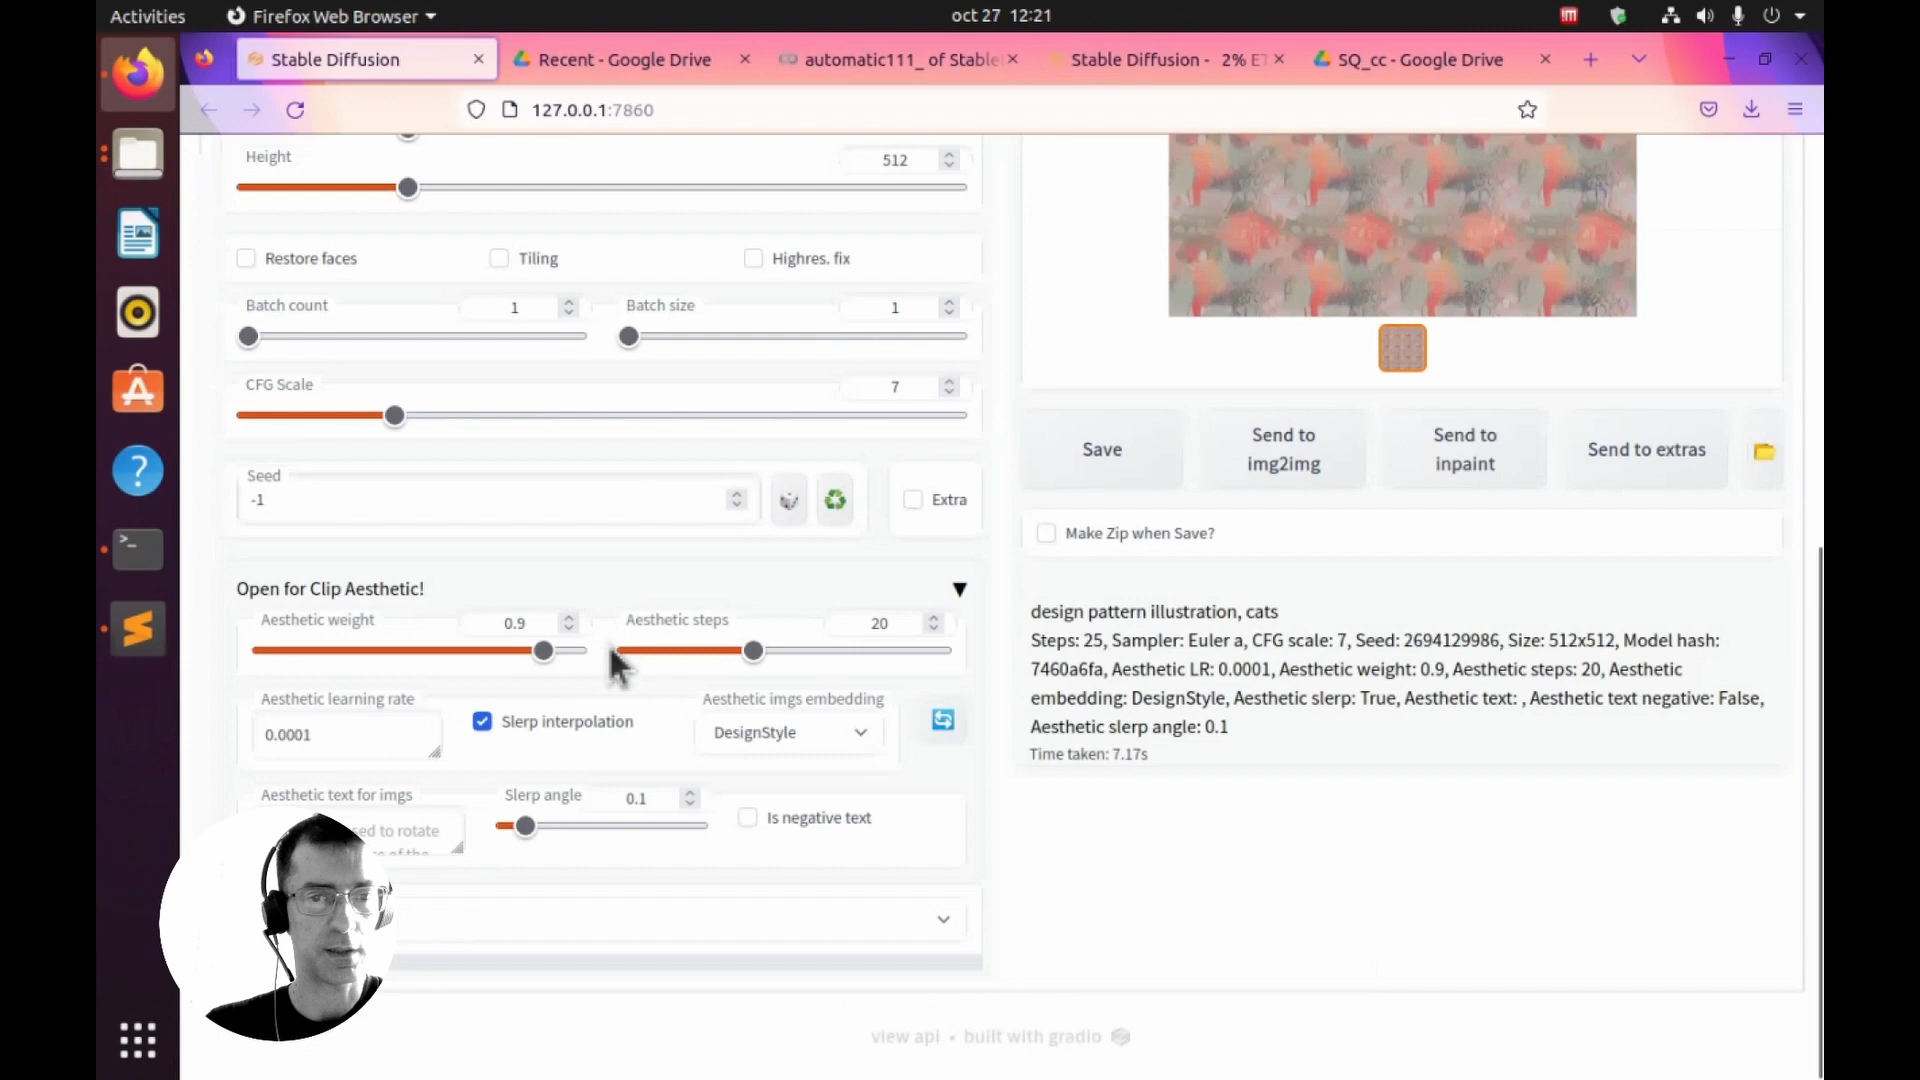 Activities
Firefox Web Browser
oct 27 12:21
Stable Diffusion
Recent - Google Drive
automatic111_ of Stable
Stable Diffusion - 2% ET
SQ_cc - Google Drive
127.0.0.1:7860
Height
512
Restore faces
Tiling
Highres. fix
Batch count
1
Batch size
1
CFG Scale
7
Seed
-1
Extra
Open for Clip Aesthetic!
Aesthetic weight
0.9
Aesthetic steps
20
Aesthetic learning rate
0.0001
Slerp interpolation
Aesthetic imgs embedding
DesignStyle
Aesthetic text for imgs
sed to rotate
Slerp angle
0.1
Is negative text
Save
Send to
img2img
Send to
inpaint
Send to extras
Make Zip when Save?
design pattern illustration, cats
Steps: 25, Sampler: Euler a, CFG scale: 7, Seed: 2694129986, Size: 512x512, Model hash:
7460a6fa, Aesthetic LR: 0.0001, Aesthetic weight: 0.9, Aesthetic steps: 20, Aesthetic
embedding: DesignStyle, Aesthetic slerp: True, Aesthetic text: , Aesthetic text negative: False,
Aesthetic slerp angle: 0.1
Time taken: 7.17s
view api • built with gradio